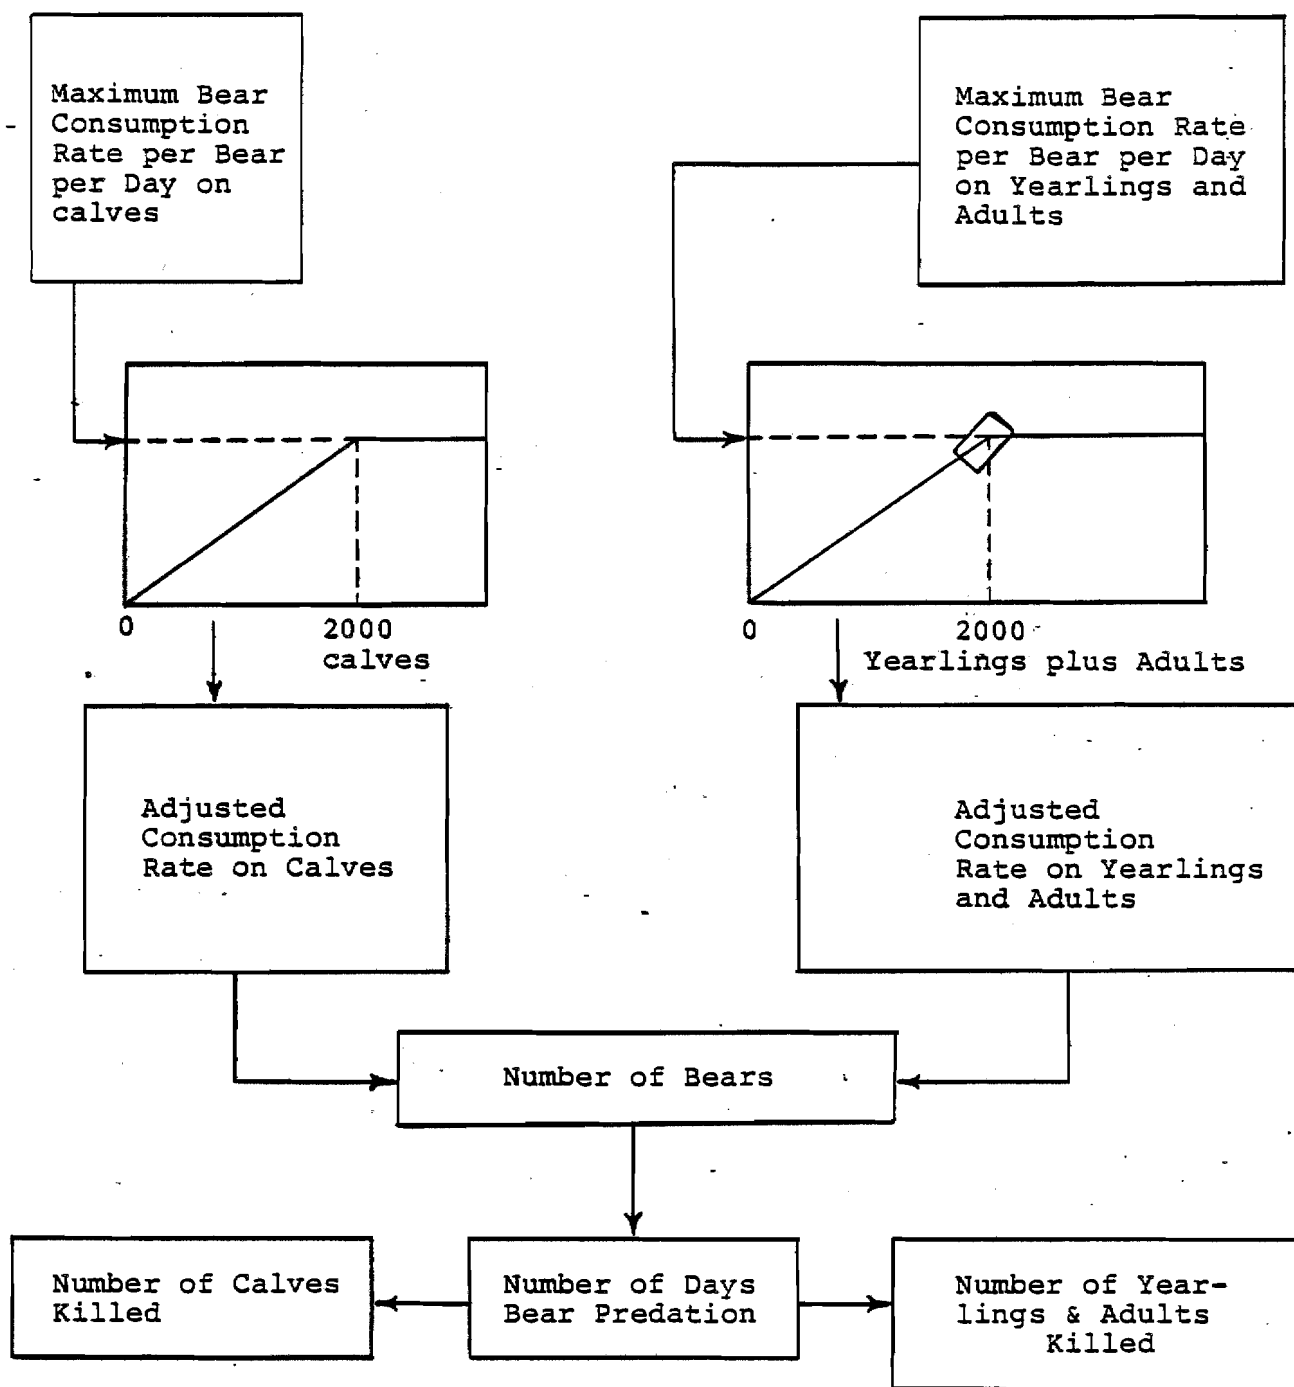 Maximum Bear
Consumption
Rate per Bear
per Day on
calves
Maximum Bear
Consumption Rate
per Bear per Day
on Yearlings and
Adults
0
2000
calves
0
2000
Yearlings plus Adults
Adjusted
Consumption
Rate on Calves
Adjusted
Consumption
Rate on Yearlings
and Adults
Number of Bears
Number of Calves
Killed
Number of Days
Bear Predation
Number of Year-
lings & Adults
Killed